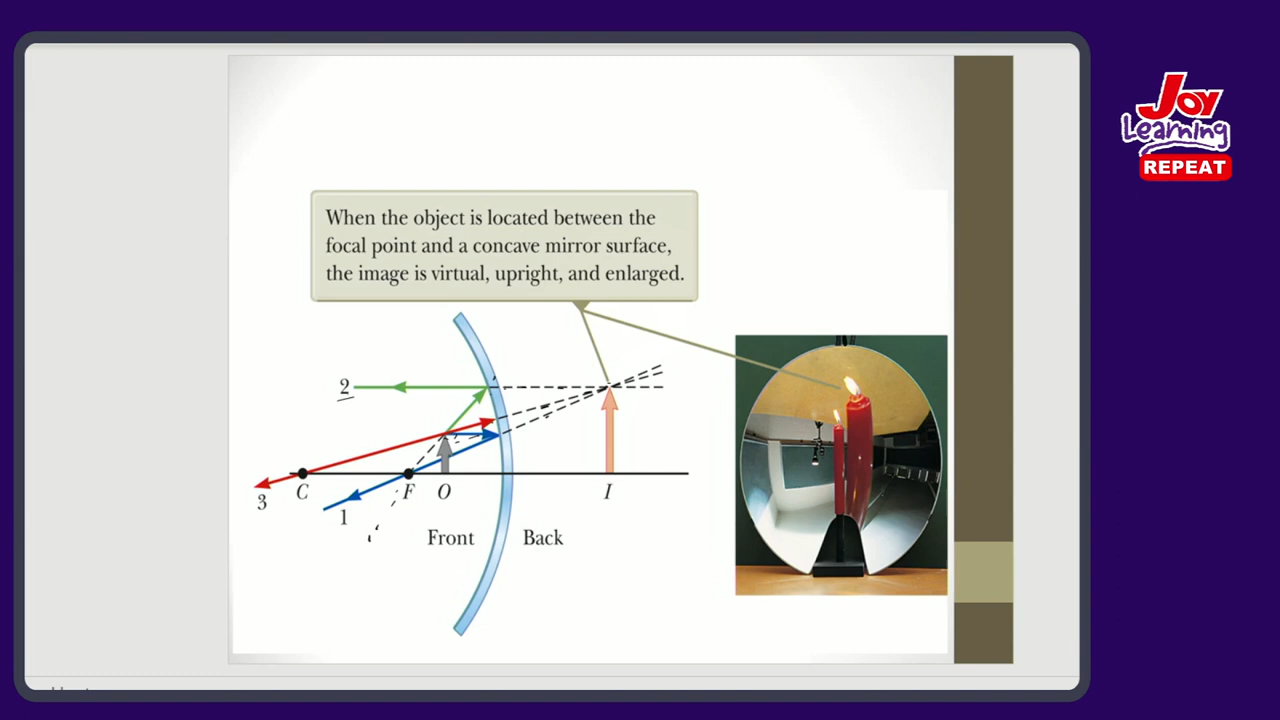 Joy
Learning
REPEAT
When the object is located between the
focal point and a concave mirror surface,
the image is virtual, upright, and enlarged.
2
3
C
F
O
I
1
Front
Back